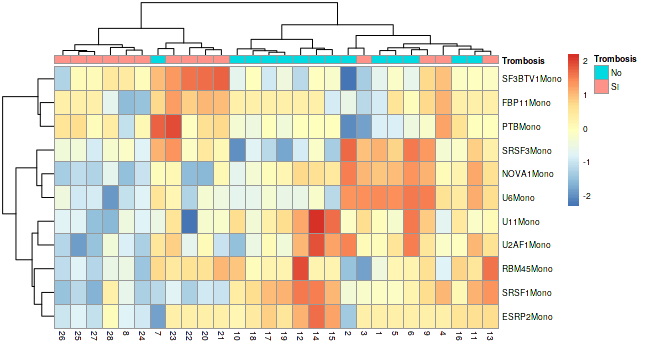 Trombosis
SF3BTV1Mono
FBP11Mono
PTBMono
SRSF3Mono
NOVA1Mono
U6Mono
U11Mono
U2AF1Mono
RBM45Mono
SRSF1Mono
ESRP2Mono
26 25 27 28 8 24 7 23 22 20 21 10 18 17 19 12 14 15 2 3 1 5 6 9 4 16 11 13
2
1
0
-1
-2
Trombosis
No
SI